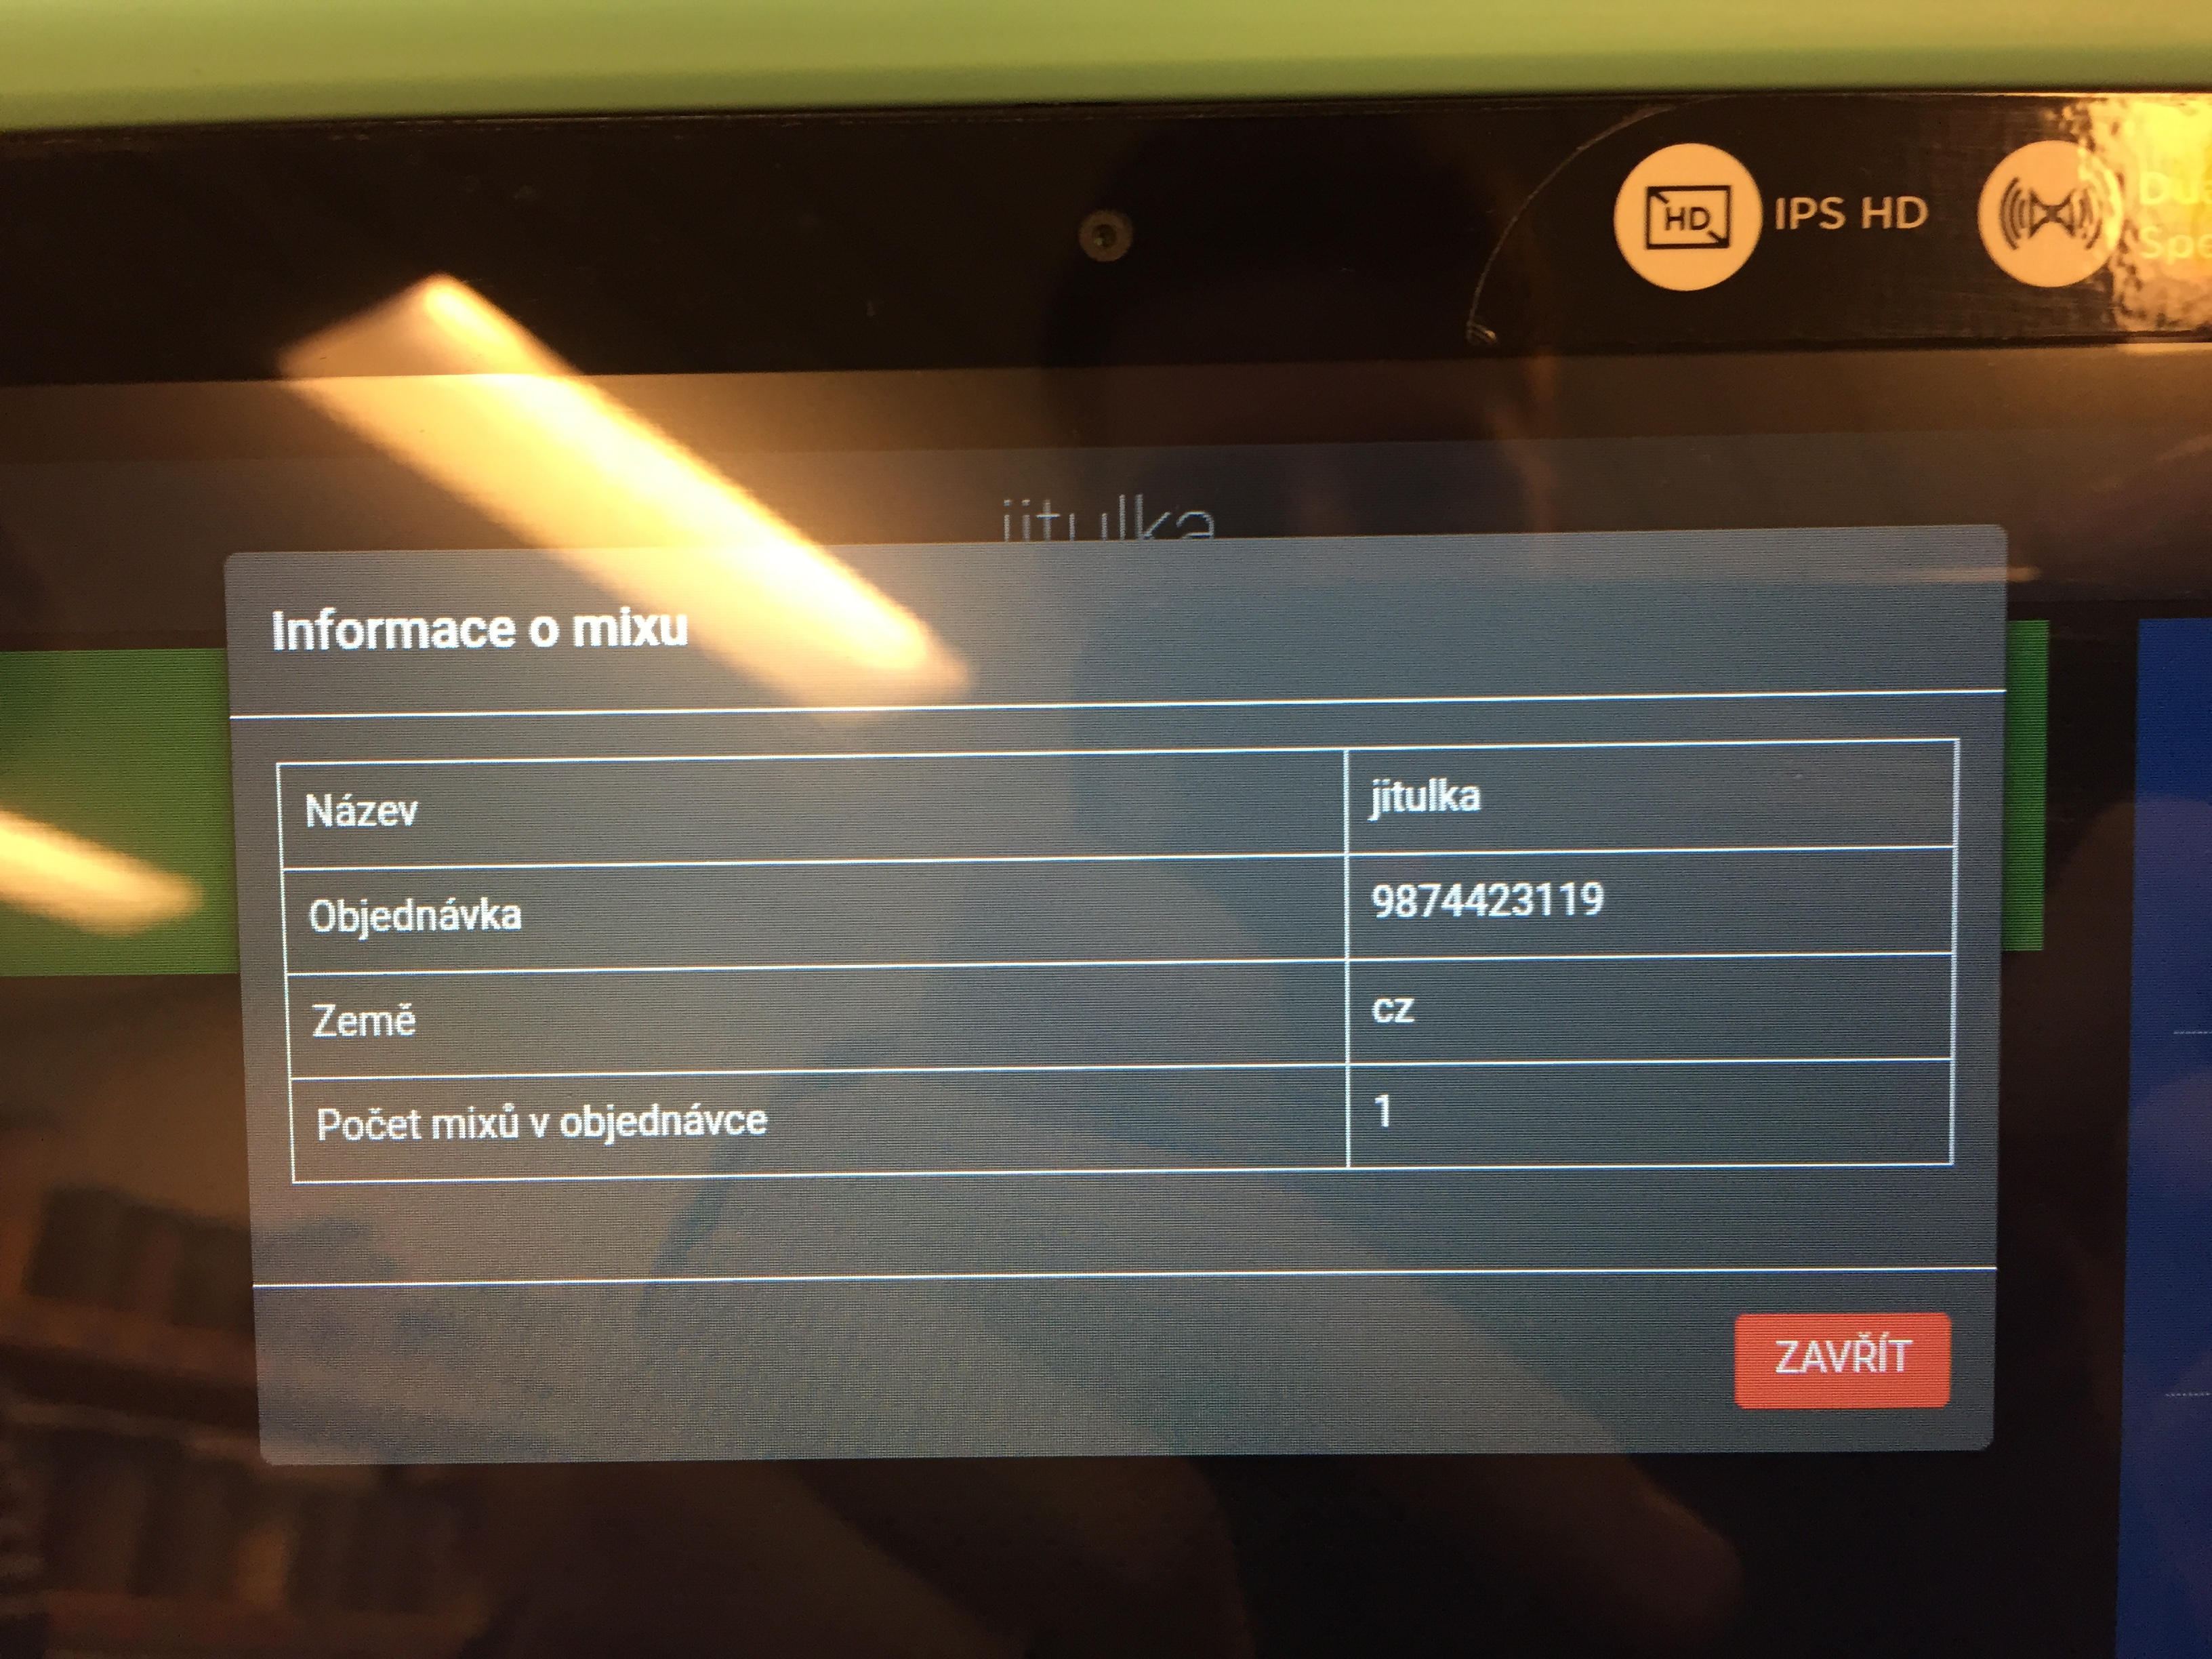 HD IPS HD
jitulka
Informace o mixu
Název jitulka
Objednávka 9874423119
Země cz
Počet mixů v objednávce 1
ZAVŘÍT